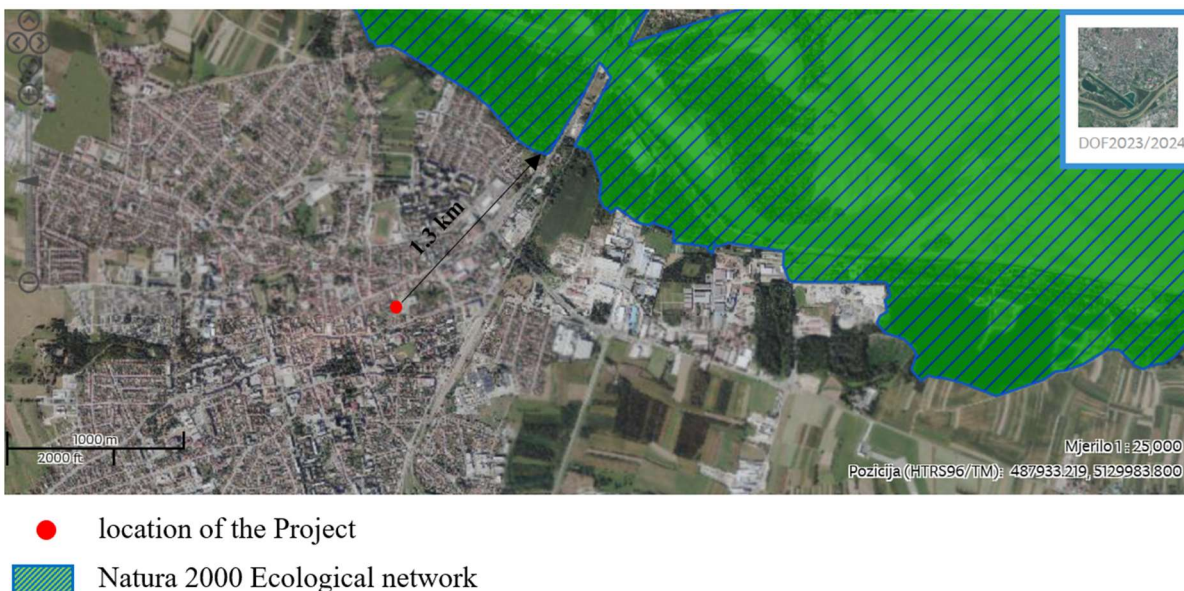 DOF2023/2024
1.3 km
1000 m
2000 ft
Mjerilo 1 : 25,000
Pozicija (HTRS96/TM): 487933.219, 5129983.800
location of the Project
Natura 2000 Ecological network